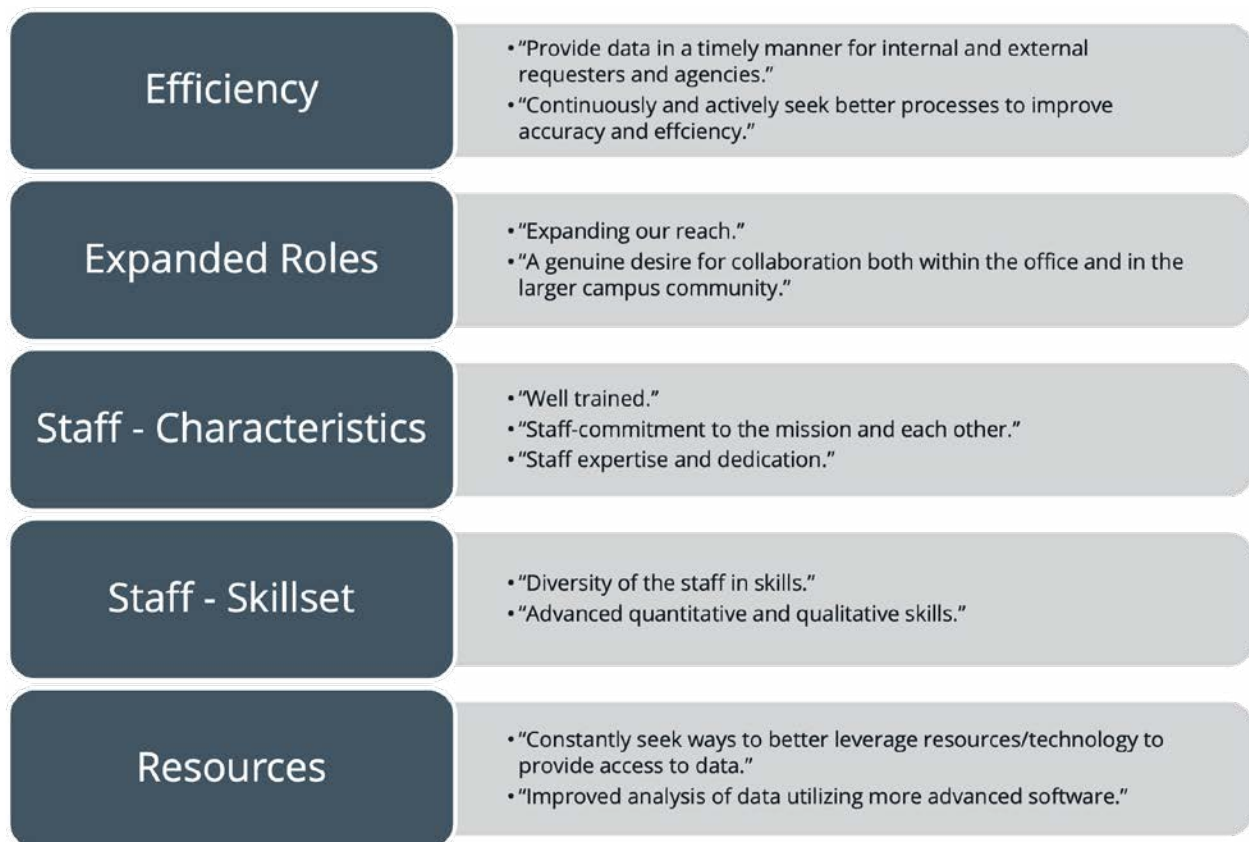 Efficiency
• “Provide data in a timely manner for internal and external
requesters and agencies.”
• “Continuously and actively seek better processes to improve
accuracy and effciency.”
Expanded Roles
• “Expanding our reach.”
• “A genuine desire for collaboration both within the office and in the
larger campus community.”
Staff - Characteristics
• “Well trained.”
• “Staff-commitment to the mission and each other.”
• “Staff expertise and dedication.”
Staff - Skillset
• “Diversity of the staff in skills.”
• “Advanced quantitative and qualitative skills.”
Resources
• “Constantly seek ways to better leverage resources/technology to
provide access to data.”
• “Improved analysis of data utilizing more advanced software.”